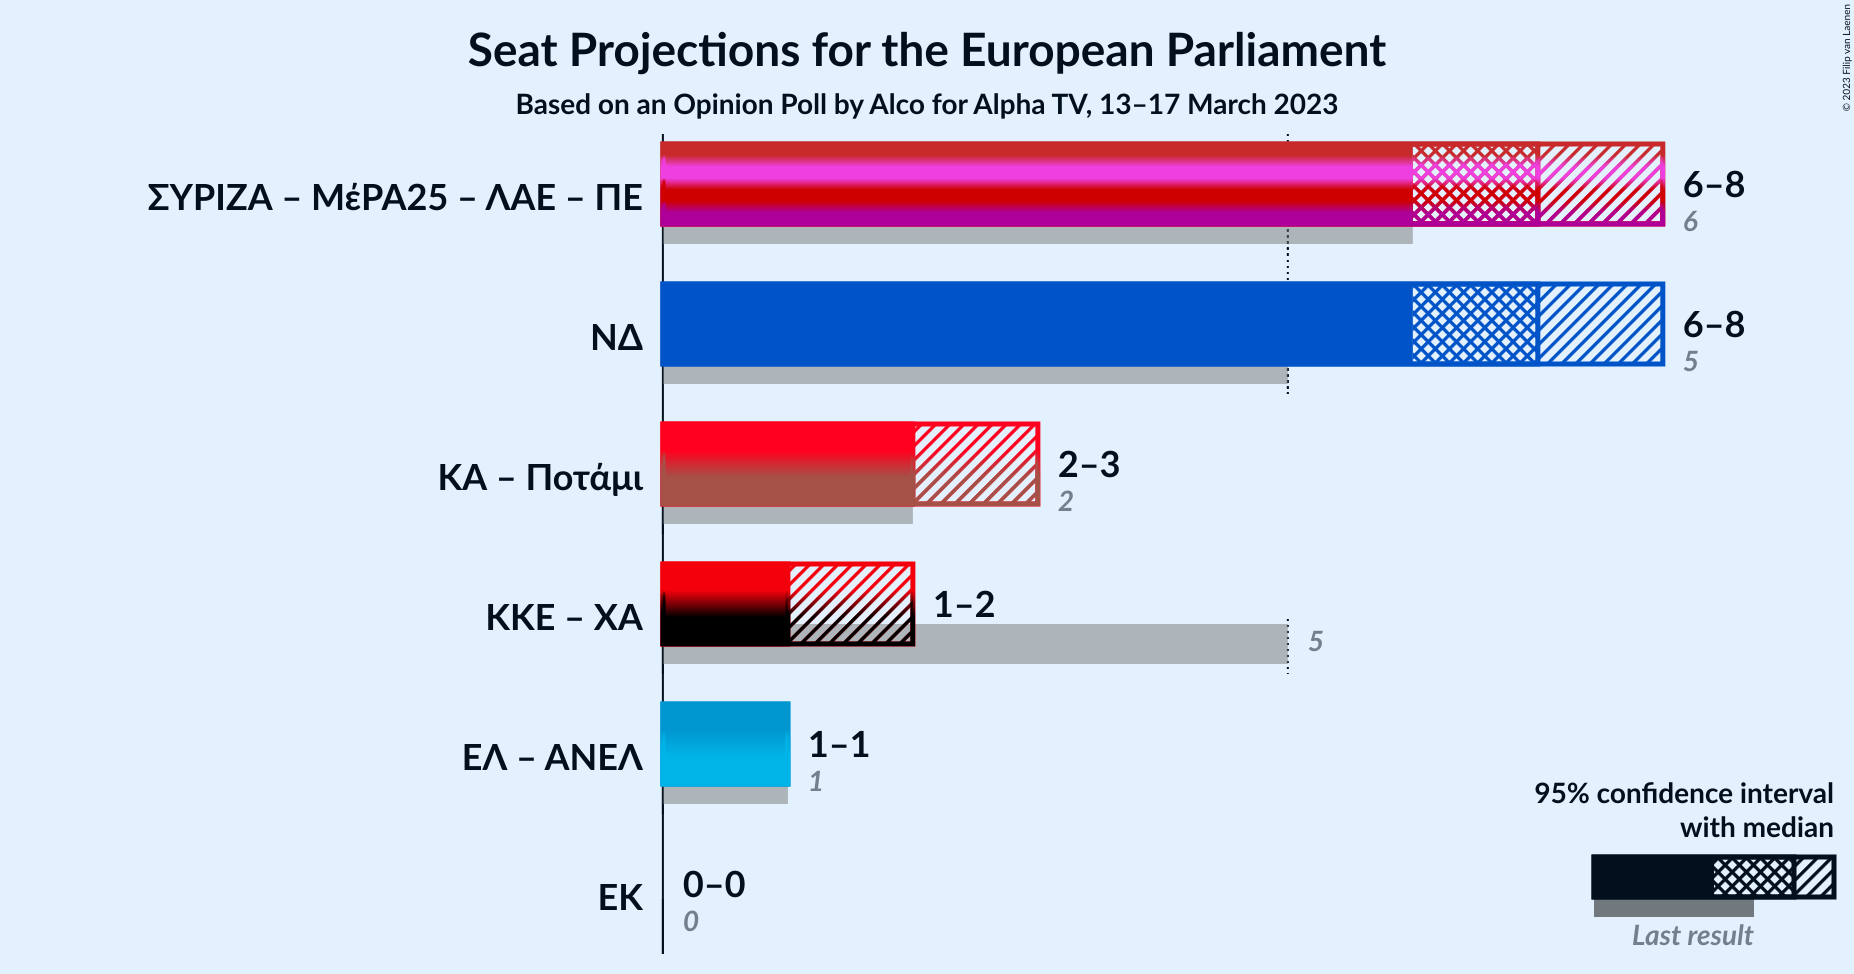 Seat Projections for the European Parliament
Based on an Opinion Poll by Alco for Alpha TV, 13–17 March 2023
© 2023 Filip van Laenen
ΣΥΡΙΖΑ – ΜέΡΑ25 – ΛΑΕ – ΠΕ
6–8
6
ΝΔ
6–8
5
ΚΑ – Ποτάμι
2–3
2
ΚΚΕ – ΧΑ
1–2
5
ΕΛ – ΑΝΕΛ
1–1
1
ΕΚ
0–0
0
95% confidence interval
with median
Last result